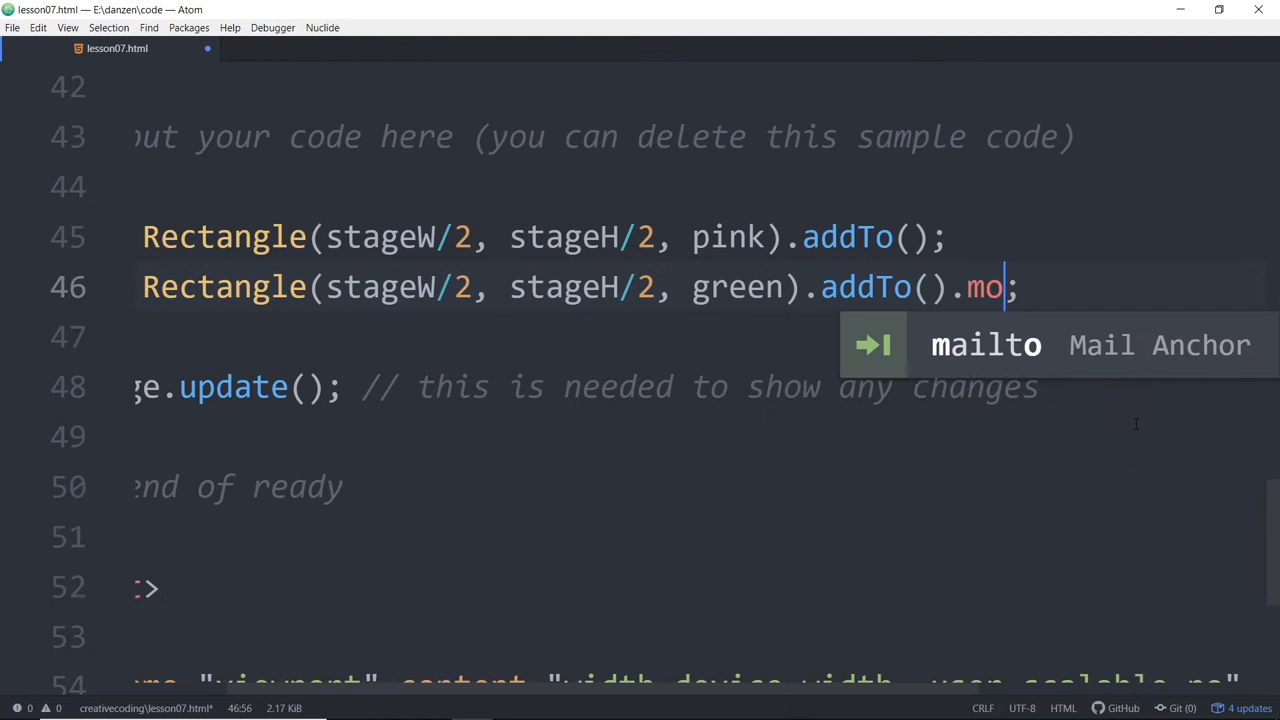 lesson07.html — E:\danzen\code — Atom
File Edit View Selection Find Packages Help Debugger Nuclide
lesson07.html
42
43 put your code here (you can delete this sample code)
44
45 Rectangle(stageW/2, stageH/2, pink).addTo();
46 Rectangle(stageW/2, stageH/2, green).addTo().mo;
47
mailto Mail Anchor
48 ge.update(); // this is needed to show any changes
49
50 end of ready
51
52 >
53
54 "viewport" content "width device width, user scalable no"
0 0 creativecoding\lesson07.html* 46:56 2.17 KiB CRLF UTF-8 HTML GitHub Git (0) 4 updates